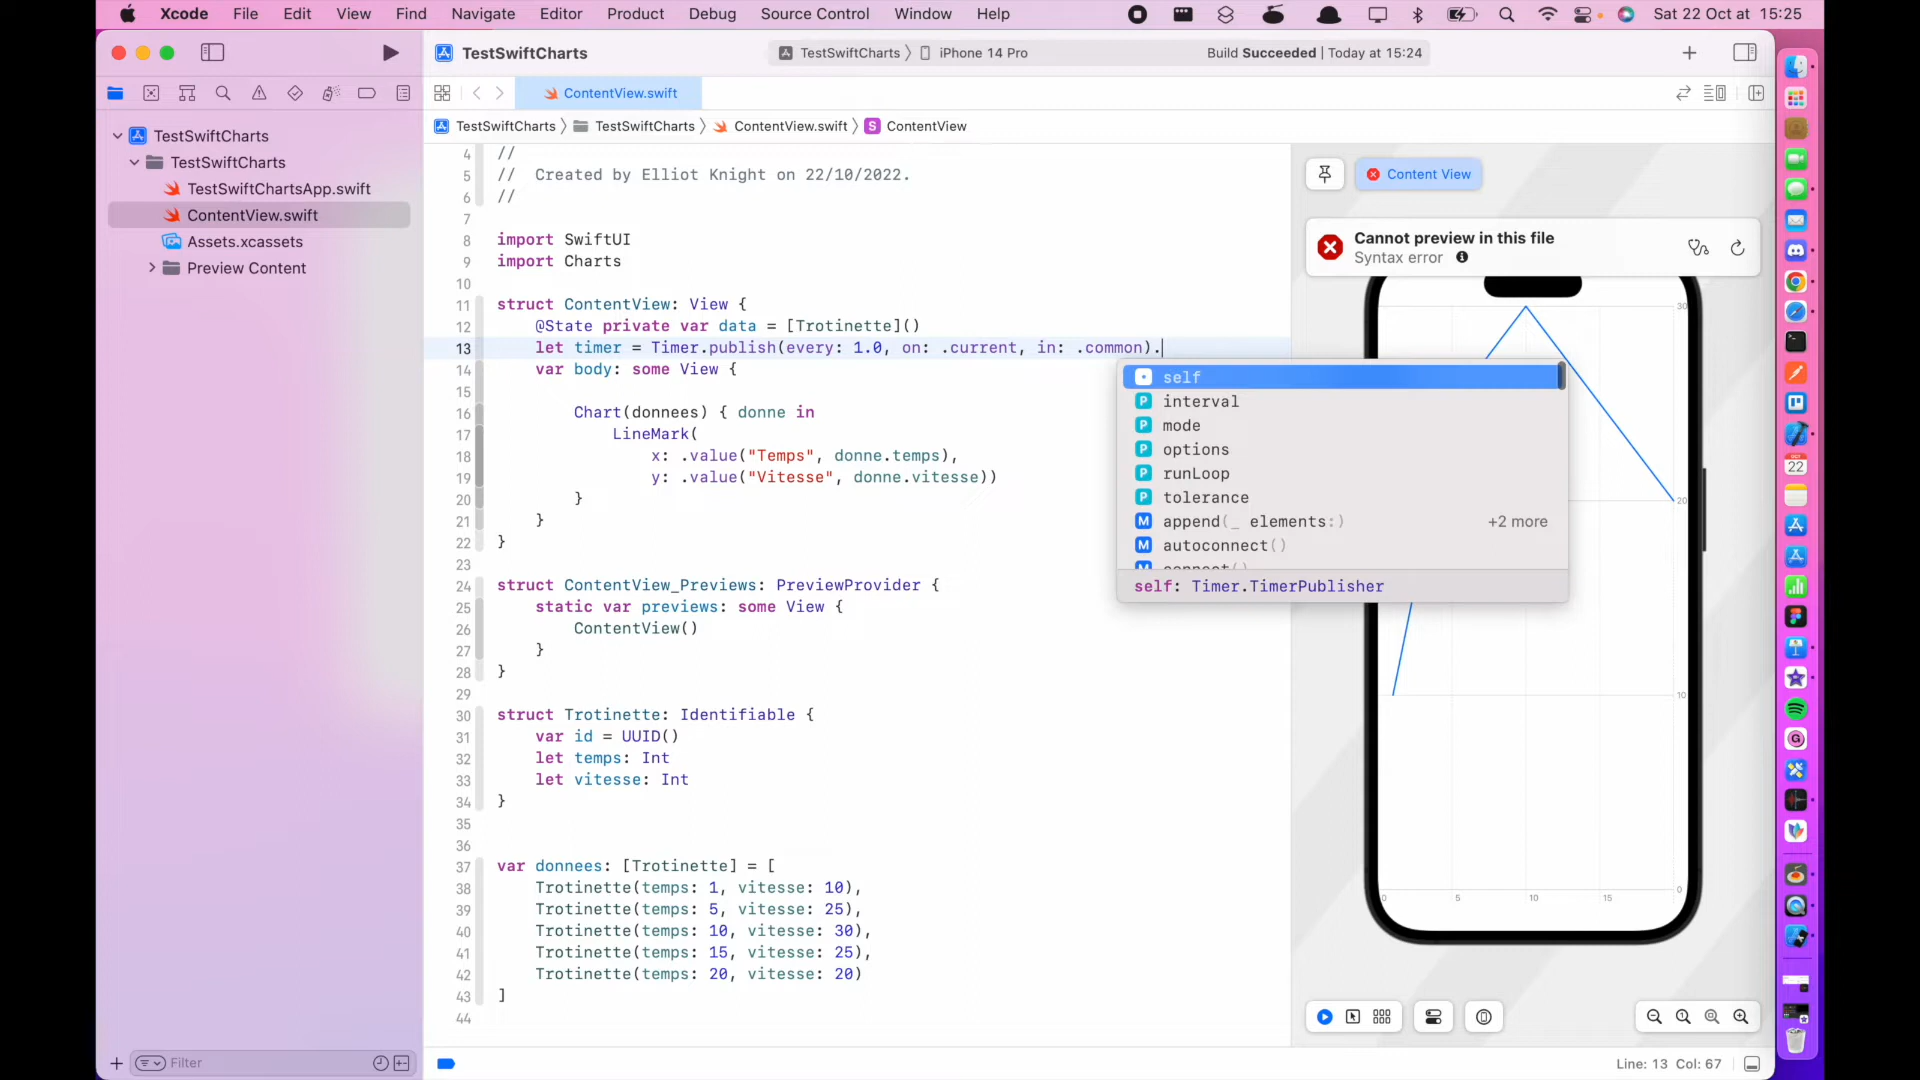 Xcode File Edit View Find Navigate Editor Product Debug Source Control Window Help Sat 22 Oct at 15:25
TestSwiftCharts TestSwiftCharts 〉 iPhone 14 Pro Build Succeeded | Today at 15:24
ContentView.swift
TestSwiftCharts 〉 TestSwiftCharts 〉 ContentView.swift 〉 S ContentView
TestSwiftCharts
TestSwiftCharts
TestSwiftChartsApp.swift
ContentView.swift
Assets.xcassets
Preview Content
4 //
5 // Created by Elliot Knight on 22/10/2022.
6 //
7
8 import SwiftUI
9 import Charts
10
11 struct ContentView: View {
12 @State private var data = [Trotinette]()
13 let timer = Timer.publish(every: 1.0, on: .current, in: .common).
14 var body: some View {
15
16 Chart(donnees) { donne in
17 LineMark(
18 x: .value("Temps", donne.temps),
19 y: .value("Vitesse", donne.vitesse))
20 }
21 }
22 }
23
24 struct ContentView_Previews: PreviewProvider {
25 static var previews: some View {
26 ContentView()
27 }
28 }
29
30 struct Trotinette: Identifiable {
31 var id = UUID()
32 let temps: Int
33 let vitesse: Int
34 }
35
36
37 var donnees: [Trotinette] = [
38 Trotinette(temps: 1, vitesse: 10),
39 Trotinette(temps: 5, vitesse: 25),
40 Trotinette(temps: 10, vitesse: 30),
41 Trotinette(temps: 15, vitesse: 25),
42 Trotinette(temps: 20, vitesse: 20)
43 ]
44
self
P interval
P mode
P options
P runLoop
P tolerance
M append(_ elements:) +2 more
M autoconnect()
M connect()
self: Timer.TimerPublisher
Content View
Cannot preview in this file
Syntax error
30
20
10
0
0 5 10 15
OCT
22
G
Filter
Line: 13 Col: 67